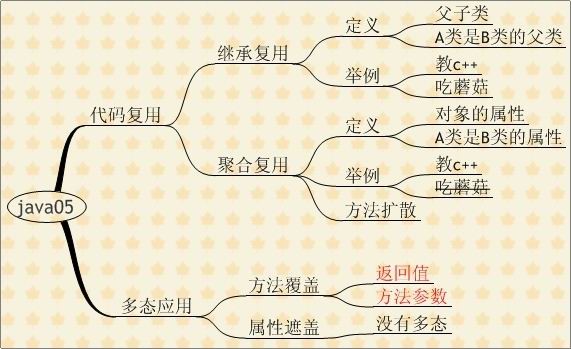 java05
代码复用
继承复用
定义
父子类
A类是B类的父类
举例
教c++
吃蘑菇
聚合复用
定义
对象的属性
A类是B类的属性
举例
教c++
吃蘑菇
方法扩散
多态应用
方法覆盖
返回值
方法参数
属性遮盖
没有多态